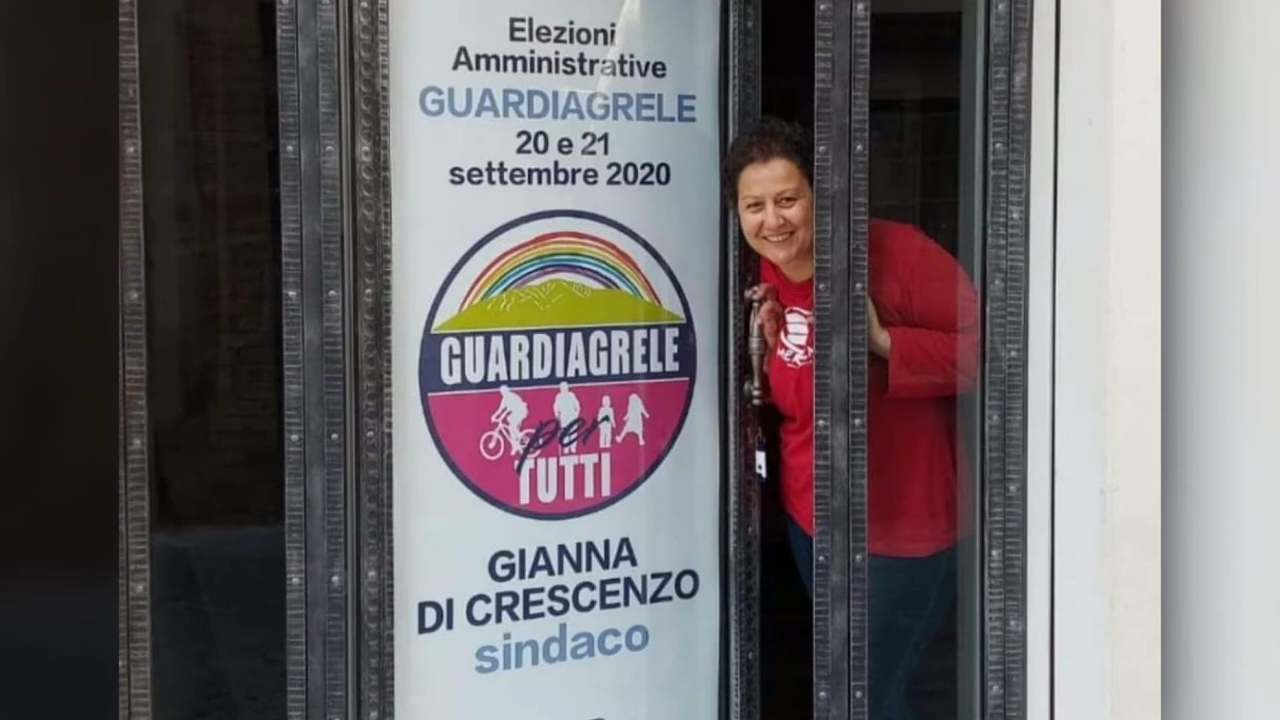 Elezioni
Amministrative
GUARDIAGRELE
20 e 21
settembre 2020
GUARDIAGRELE
per
TUTTI
GIANNA
DI CRESCENZO
sindaco